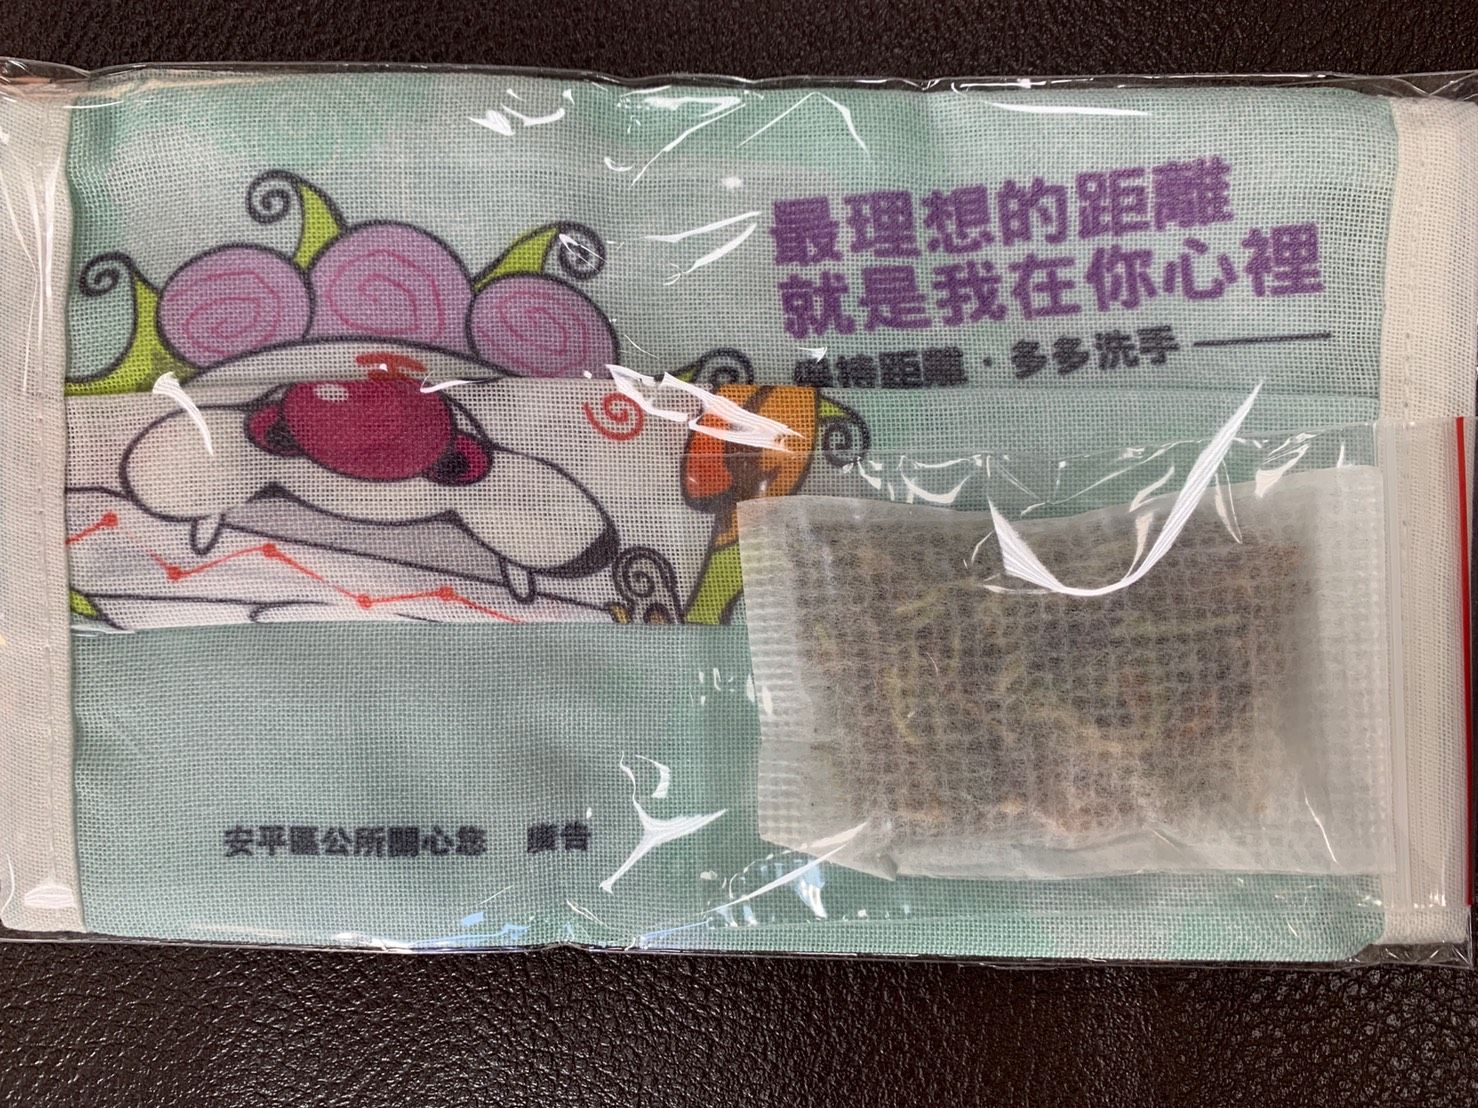 最理想的距離
就是我在你心裡
保持距離・多多洗手
安平區公所關心您 廣告